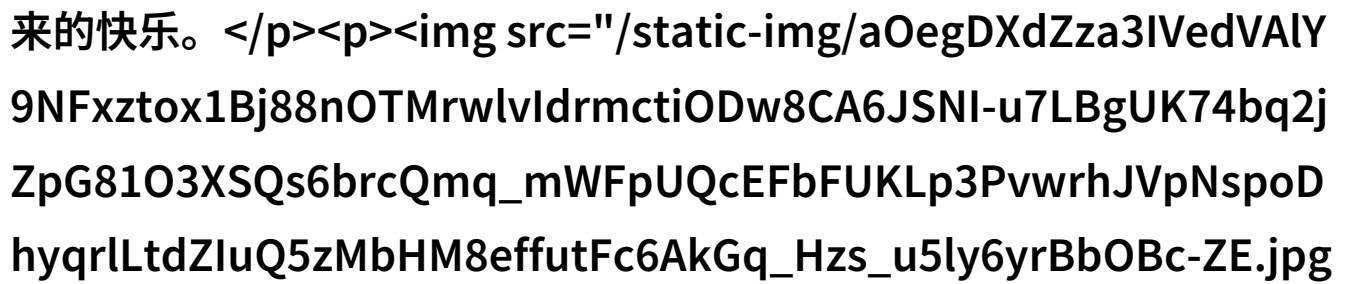 来的快乐。</p><p><img src="/static-img/aOegDXdZza3IVedVAlY
9NFxztox1Bj88nOTMrwlvIdrmctiODw8CA6JSNI-u7LBgUK74bq2j
ZpG81O3XSQs6brcQmq_mWFpUQcEFbFUKLp3PvwrhJVpNspoD
hyqrlLtdZIuQ5zMbHM8effutFc6AkGq_Hzs_u5ly6yrBbOBc-ZE.jpg